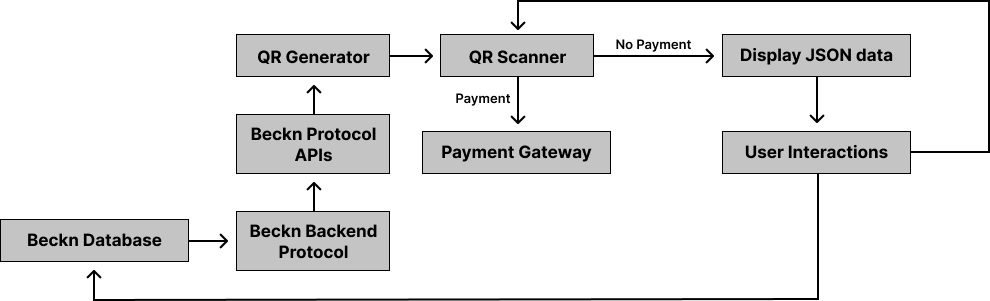 No Payment
QR Generator
QR Scanner
Display JSON data
Payment
Beckn Protocol
APIs
Payment Gateway
User Interactions
Beckn Database
Beckn Backend
Protocol